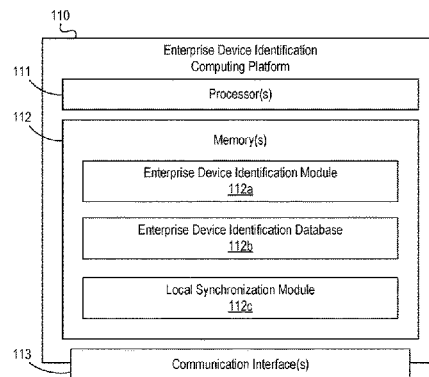 110
Enterprise Device Identification
Computing Platform
111
Processor(s)
112
Memory(s)
Enterprise Device Identification Module
112a
Enterprise Device Identification Database
112b
Local Synchronization Module
112c
113
Communication Interface(s)